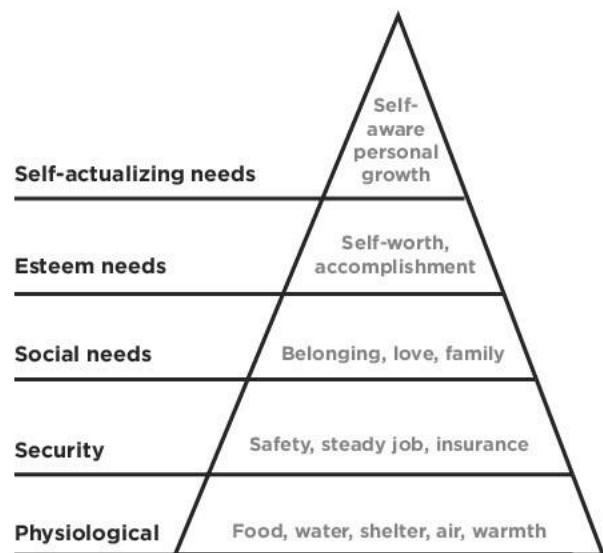 Self-
aware
personal
growth
Self-actualizing needs
Self-worth,
accomplishment
Esteem needs
Social needs
Belonging, love, family
Security
Safety, steady job, insurance
Physiological
Food, water, shelter, air, warmth